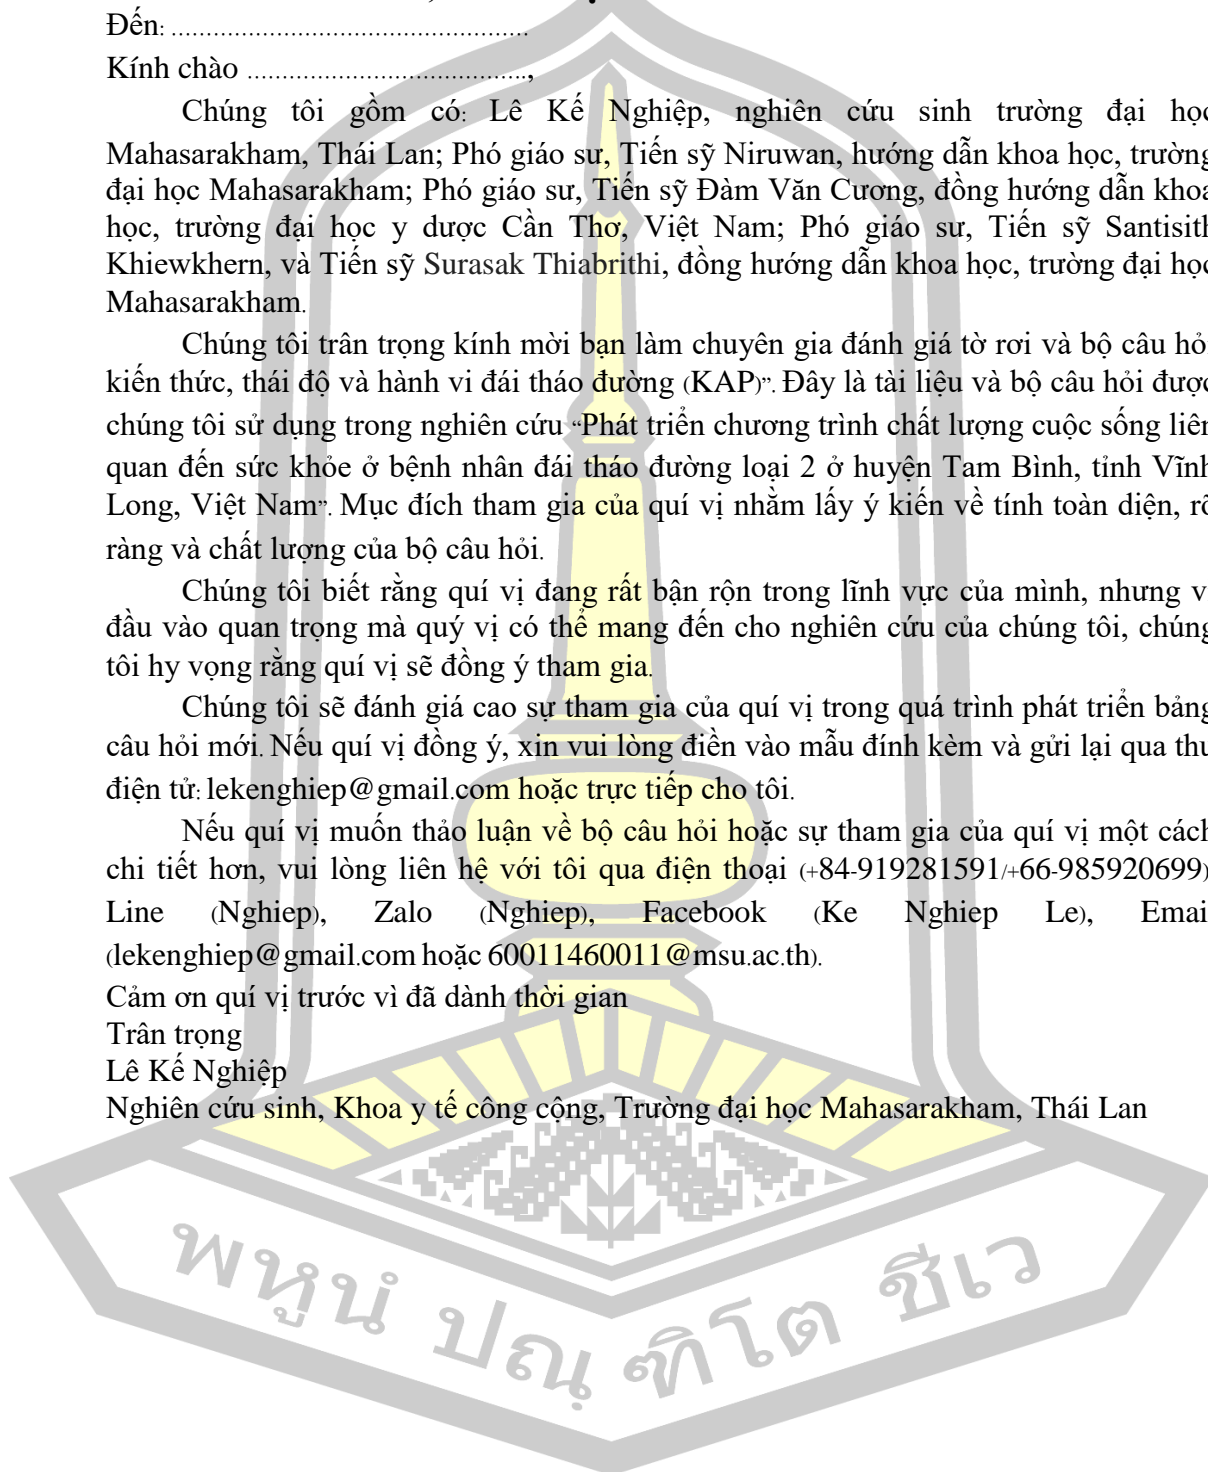 Đến: ...................................................
Kính chào ........................................,
Chúng tôi gồm có: Lê Kế Nghiệp, nghiên cứu sinh trường đại học
Mahasarakham, Thái Lan; Phó giáo sư, Tiến sỹ Niruwan, hướng dẫn khoa học, trường
đại học Mahasarakham; Phó giáo sư, Tiến sỹ Đàm Văn Cương, đồng hướng dẫn khoa
học, trường đại học y dược Cần Thơ, Việt Nam; Phó giáo sư, Tiến sỹ Santisith
Khiewkhern, và Tiến sỹ Surasak Thiabrithi, đồng hướng dẫn khoa học, trường đại học
Mahasarakham.
Chúng tôi trân trọng kính mời bạn làm chuyên gia đánh giá tờ rơi và bộ câu hỏi
kiến thức, thái độ và hành vi đái tháo đường (KAP)”. Đây là tài liệu và bộ câu hỏi được
chúng tôi sử dụng trong nghiên cứu “Phát triển chương trình chất lượng cuộc sống liên
quan đến sức khỏe ở bệnh nhân đái tháo đường loại 2 ở huyện Tam Bình, tỉnh Vĩnh
Long, Việt Nam”. Mục đích tham gia của quí vị nhằm lấy ý kiến về tính toàn diện, rõ
ràng và chất lượng của bộ câu hỏi.
Chúng tôi biết rằng quí vị đang rất bận rộn trong lĩnh vực của mình, nhưng vì
đầu vào quan trọng mà quý vị có thể mang đến cho nghiên cứu của chúng tôi, chúng
tôi hy vọng rằng quí vị sẽ đồng ý tham gia.
Chúng tôi sẽ đánh giá cao sự tham gia của quí vị trong quá trình phát triển bảng
câu hỏi mới. Nếu quí vị đồng ý, xin vui lòng điền vào mẫu đính kèm và gửi lại qua thư
điện tử: lekenghiep@gmail.com hoặc trực tiếp cho tôi.
Nếu quí vị muốn thảo luận về bộ câu hỏi hoặc sự tham gia của quí vị một cách
chi tiết hơn, vui lòng liên hệ với tôi qua điện thoại (+84-919281591/+66-985920699)
Line (Nghiep), Zalo (Nghiep), Facebook (Ke Nghiep Le), Email
(lekenghiep@gmail.com hoặc 60011460011@msu.ac.th).
Cảm ơn quí vị trước vì đã dành thời gian
Trân trọng
Lê Kế Nghiệp
Nghiên cứu sinh, Khoa y tế công cộng, Trường đại học Mahasarakham, Thái Lan
พหูนํ ปณฺฑิโต ชีเว